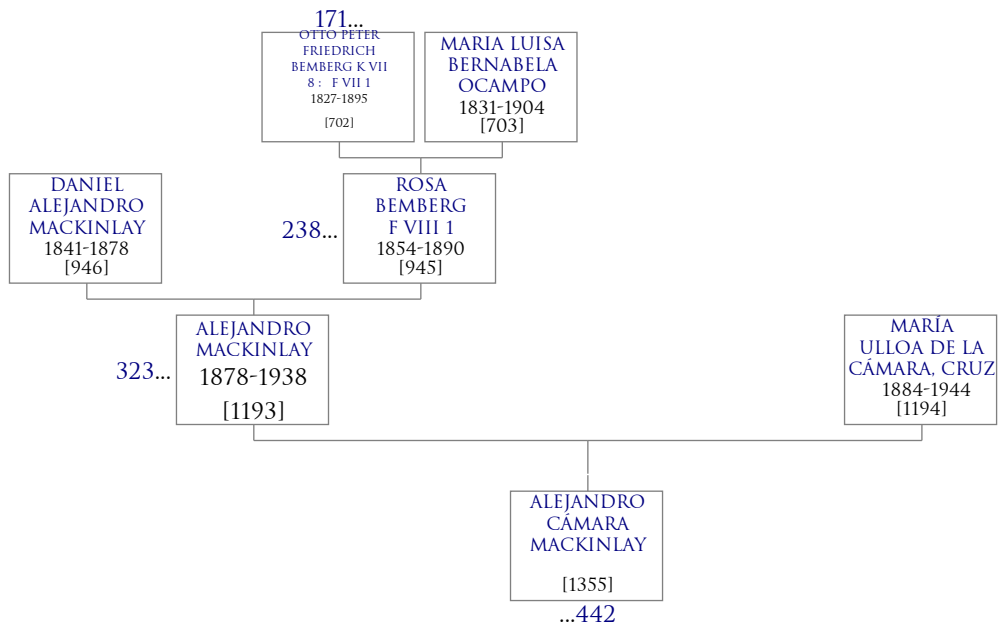 171...
OTTO PETER
FRIEDRICH
BEMBERG K VII
8 : F VII 1
1827-1895
[702]
MARIA LUISA
BERNABELA
OCAMPO
1831-1904
[703]
DANIEL
ALEJANDRO
MACKINLAY
1841-1878
[946]
238...
ROSA
BEMBERG
F VIII 1
1854-1890
[945]
323...
ALEJANDRO
MACKINLAY
1878-1938
[1193]
MARÍA
ULLOA DE LA
CÁMARA, CRUZ
1884-1944
[1194]
ALEJANDRO
CÁMARA
MACKINLAY
[1355]
...442